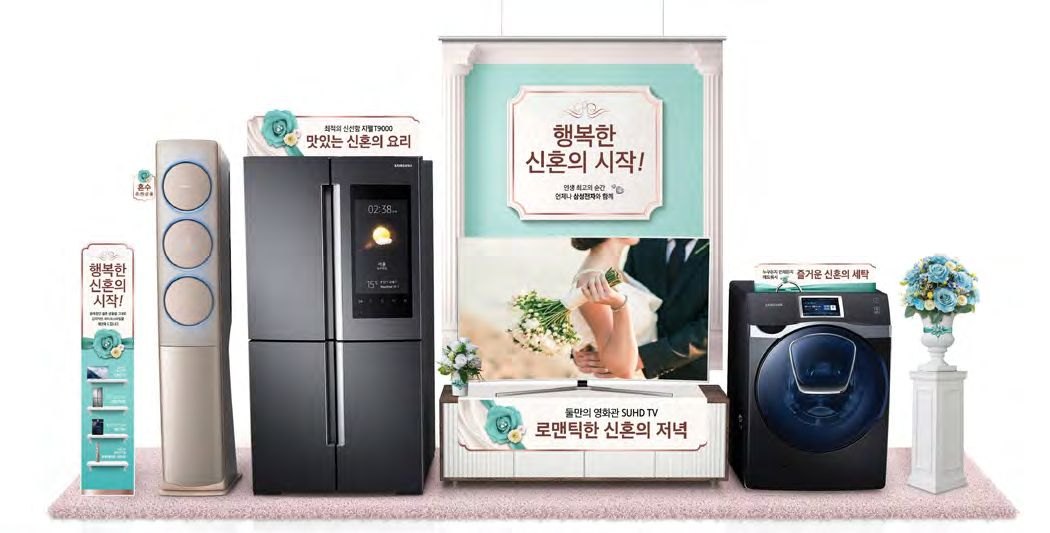 행복한
신혼의 시작!
인생 최고의 순간
언제나 삼성전자와 함께
최적의 신선함 지펠T9000
맛있는 신혼의 요리
SAMSUNG
02:38
서울
15°
혼수
행복한
신혼의
시작!
둘만의 영화관 SUHD TV
로맨틱한 신혼의 저녁
즐거운 신혼의 세탁
SAMSUNG